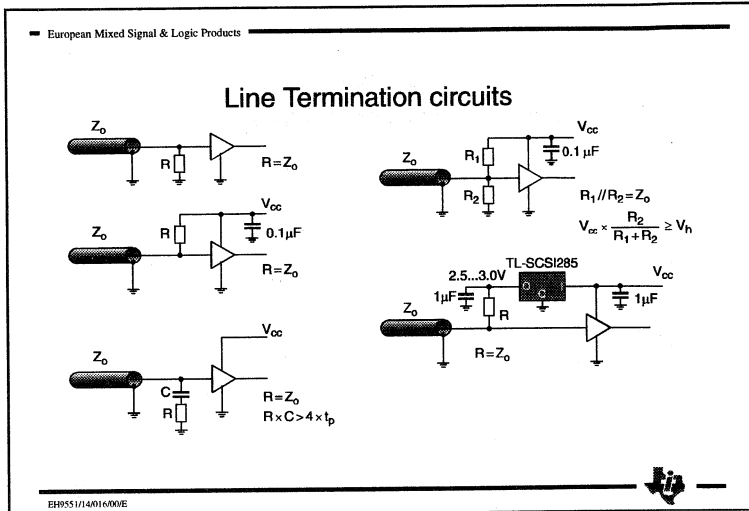 European Mixed Signal & Logic Products
Line Termination circuits
Zo
R
R=Zo
Vcc
R
0.1µF
Zo
R=Zo
Vcc
Zo
C
R
R=Zo
R×C>4×tp
Vcc
R1
0.1 µF
Zo
R2
R1//R2=Zo
Vcc × R2 / R1+R2 ≥ Vh
TL-SCSI285
2.5...3.0V
Vcc
O
I
G
1µF
1µF
R
Zo
R=Zo
EH9551/14/016/00/E